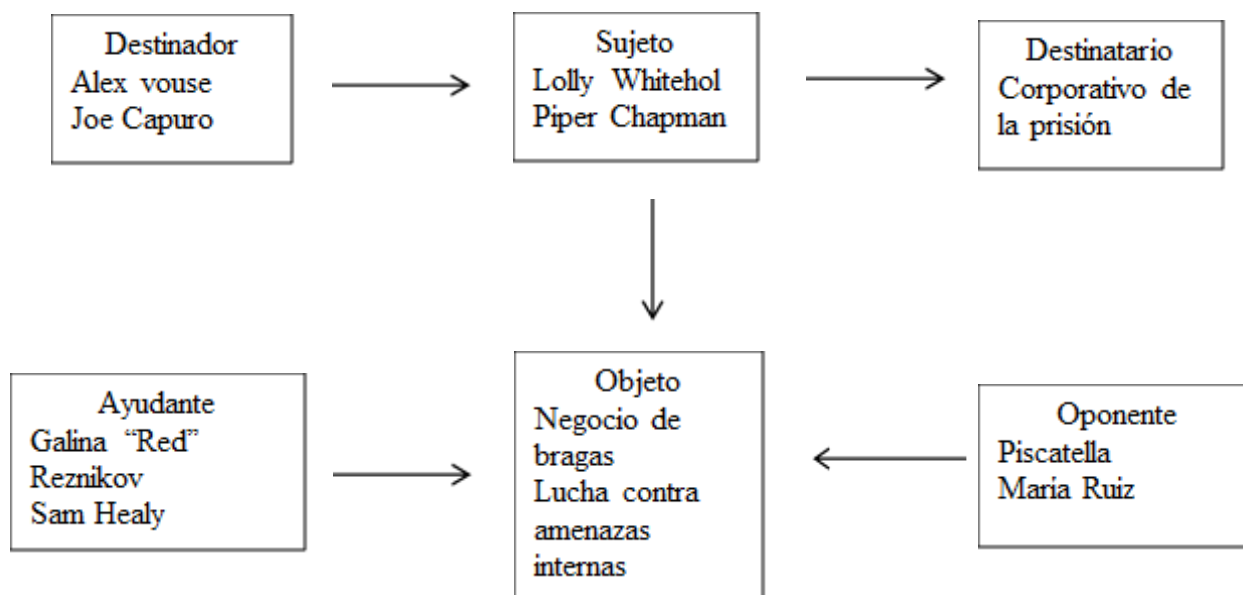 Destinador
Alex vouse
Joe Capuro
Sujeto
Lolly Whitehol
Piper Chapman
Destinatario
Corporativo de
la prisión
Ayudante
Galina “Red”
Reznikov
Sam Healy
Objeto
Negocio de
bragas
Lucha contra
amenazas
internas
Oponente
Piscatella
María Ruiz